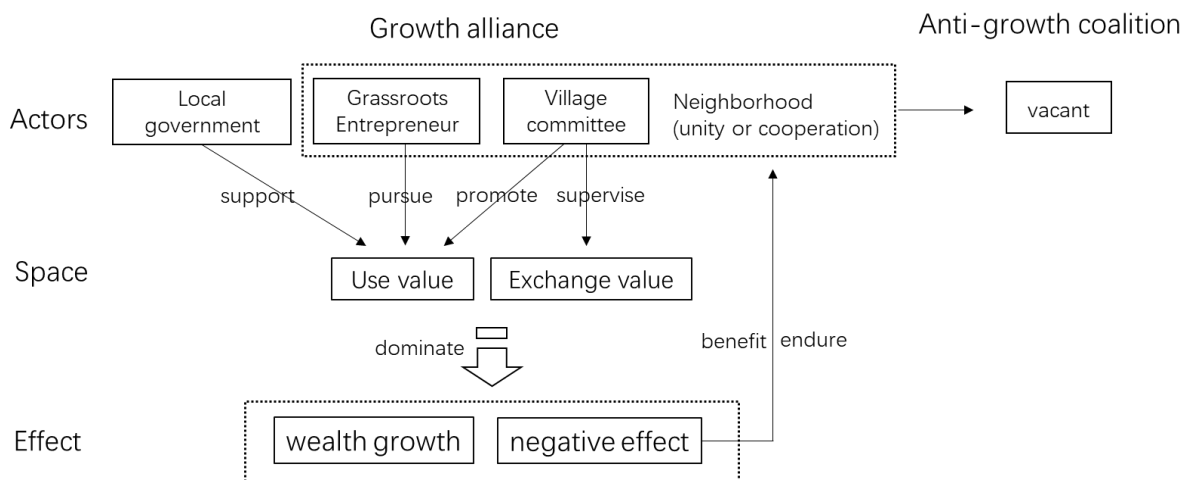 Growth alliance
Anti-growth coalition
Actors
Local
government
Grassroots
Entrepreneur
Village
committee
Neighborhood
(unity or cooperation)
vacant
support
pursue
promote
supervise
Space
Use value
Exchange value
dominate
benefit
endure
Effect
wealth growth
negative effect